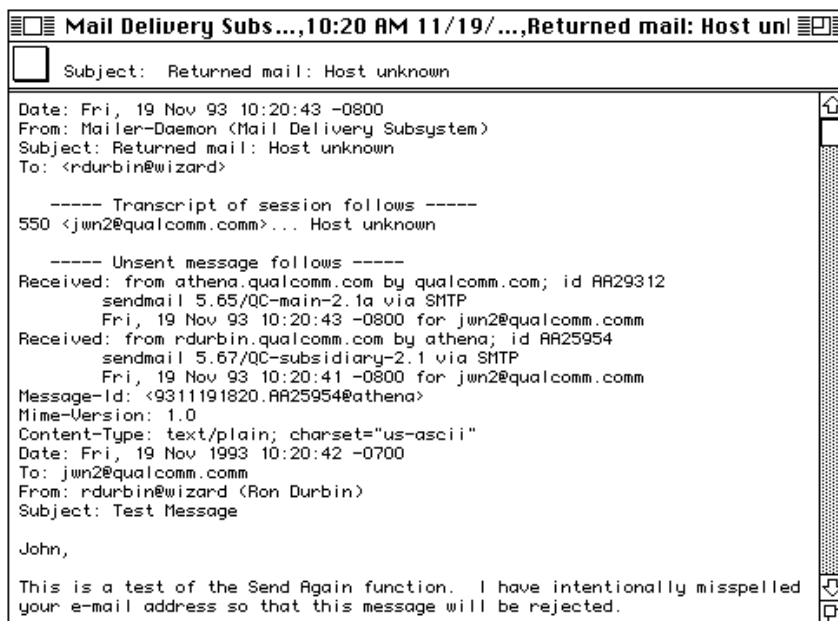 Mail Delivery Subs...,10:20 AM 11/19/...,Returned mail: Host unl
Subject:  Returned mail: Host unknown
Date: Fri, 19 Nov 93 10:20:43 -0800
From: Mailer-Daemon (Mail Delivery Subsystem)
Subject: Returned mail: Host unknown
To: <rdurbin@wizard>
----- Transcript of session follows -----
550 <jwn2@qualcomm.comm>... Host unknown
----- Unsent message follows -----
Received: from athena.qualcomm.com by qualcomm.com; id AA29312
sendmail 5.65/QC-main-2.1a via SMTP
Fri, 19 Nov 93 10:20:43 -0800 for jwn2@qualcomm.comm
Received: from rdurbin.qualcomm.com by athena; id AA25954
sendmail 5.67/QC-subsidiary-2.1 via SMTP
Fri, 19 Nov 93 10:20:41 -0800 for jwn2@qualcomm.comm
Message-Id: <9311191820.AA25954@athena>
Mime-Version: 1.0
Content-Type: text/plain; charset="us-ascii"
Date: Fri, 19 Nov 1993 10:20:42 -0700
To: jwn2@qualcomm.comm
From: rdurbin@wizard (Ron Durbin)
Subject: Test Message
John,
This is a test of the Send Again function.  I have intentionally misspelled
your e-mail address so that this message will be rejected.